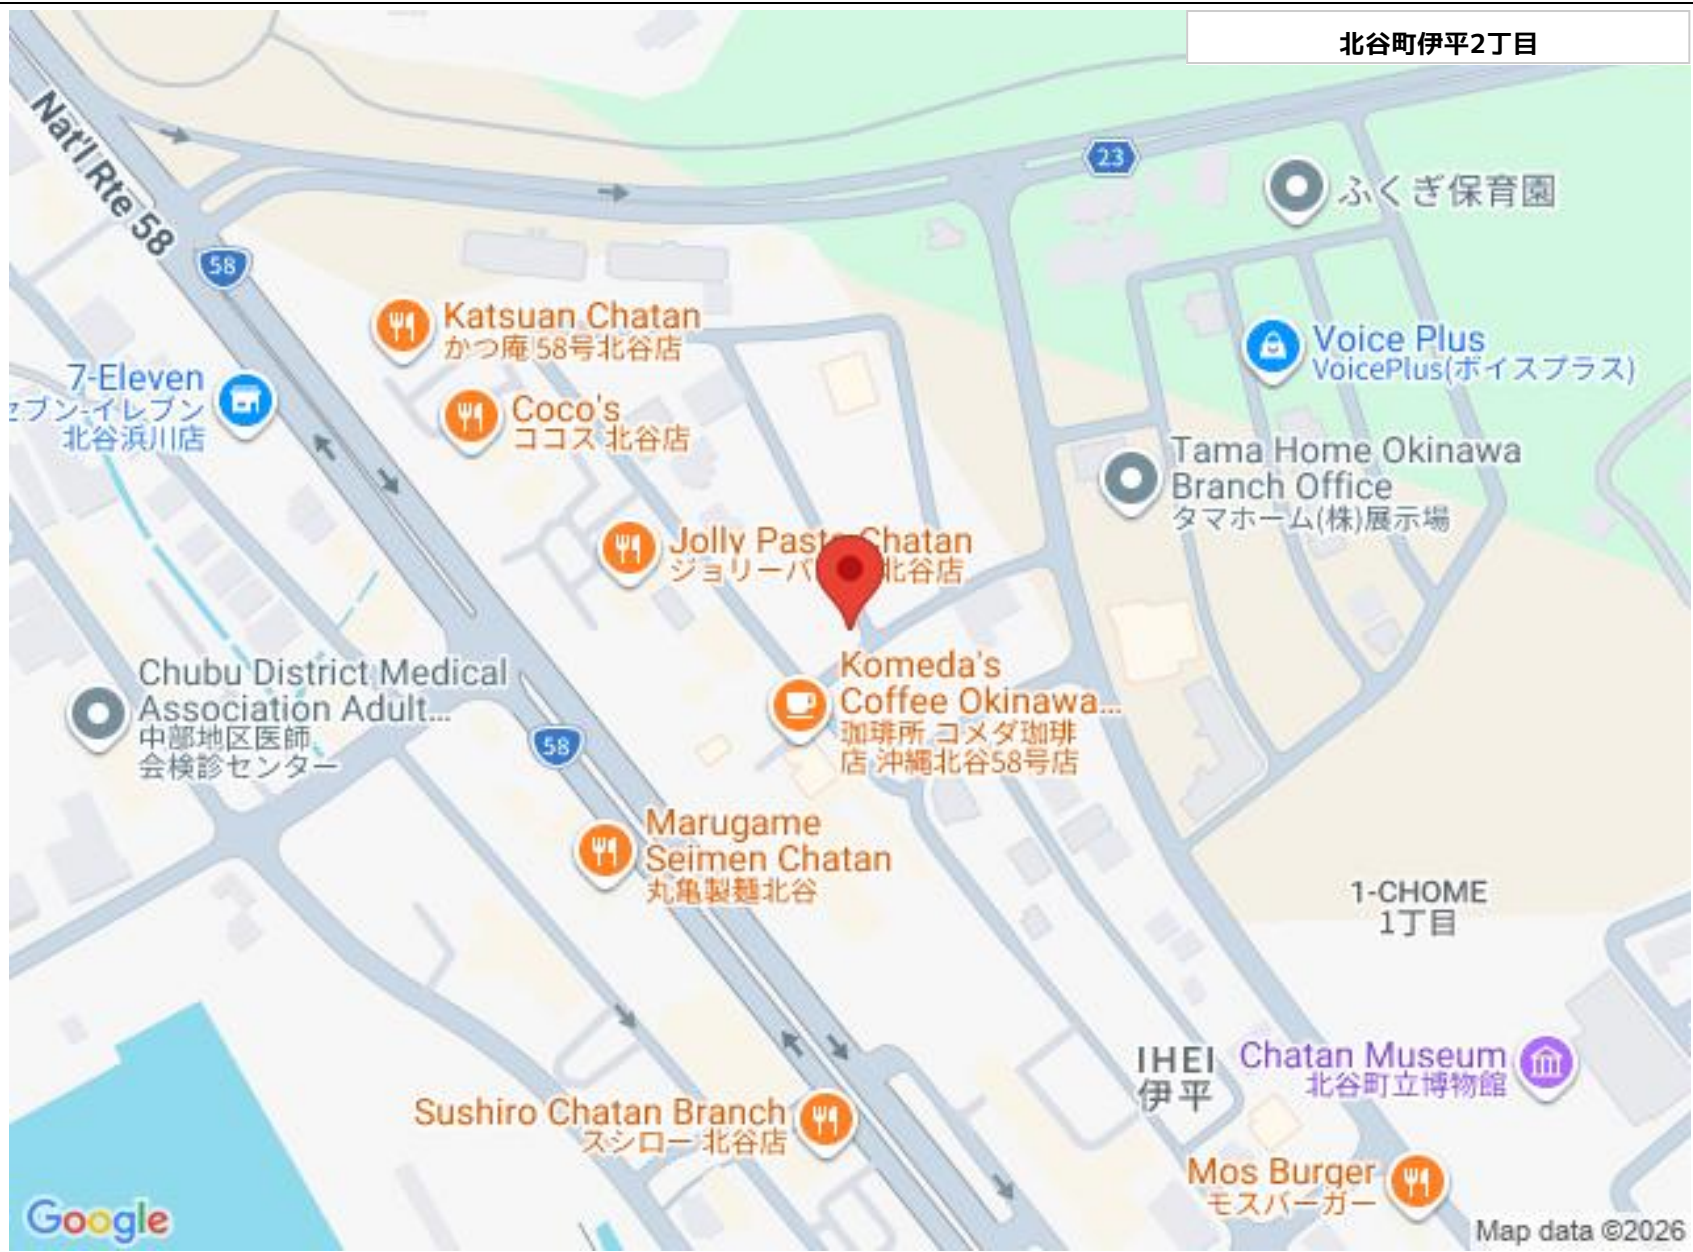 北谷町伊平2丁目
Nat'l Rte 58
23
ふくぎ保育園
58
Katsuan Chatan
かつ庵 58号北谷店
Voice Plus
VoicePlus(ボイスプラス)
7-Eleven
セブン-イレブン
北谷浜川店
Coco's
ココス 北谷店
Tama Home Okinawa
Branch Office
タマホーム(株)展示場
Jolly Chatan
ジョリーパ 北谷店
Chubu District Medical
Association Adult...
中部地区医師
会検診センター
Komeda's
Coffee Okinawa...
珈琲所 コメダ珈琲
店 沖縄北谷58号店
58
Marugame
Seimen Chatan
丸亀製麺北谷
1-CHOME
1丁目
IHEI
伊平
Chatan Museum
北谷町立博物館
Sushiro Chatan Branch
スシロー 北谷店
Mos Burger
モスバーガー
Google
Map data ©2026